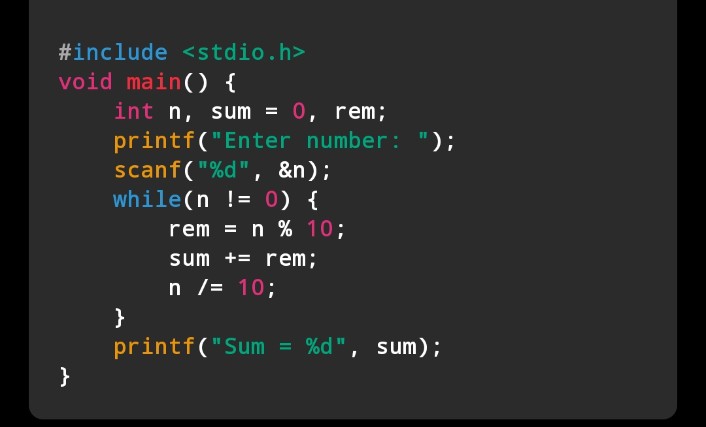 #include <stdio.h>
void main() {
    int n, sum = 0, rem;
    printf("Enter number: ");
    scanf("%d", &n);
    while(n != 0) {
        rem = n % 10;
        sum += rem;
        n /= 10;
    }
    printf("Sum = %d", sum);
}